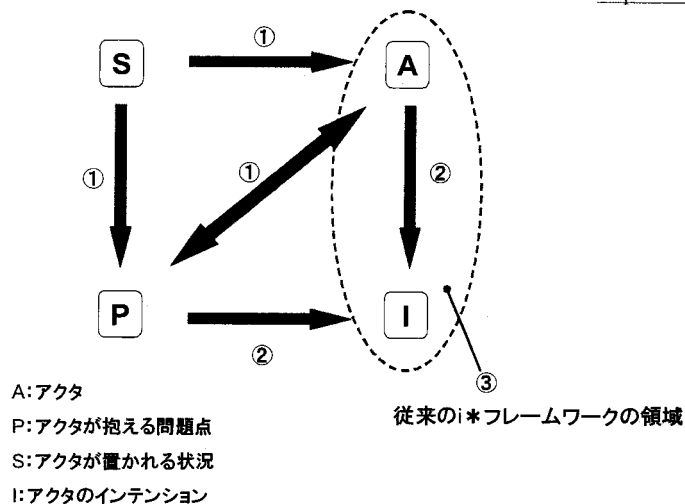 ①
S
A
①
①
②
P
I
②
③
A:アクタ
P:アクタが抱える問題点
S:アクタが置かれる状況
I:アクタのインテンション
従来のi＊フレームワークの領域